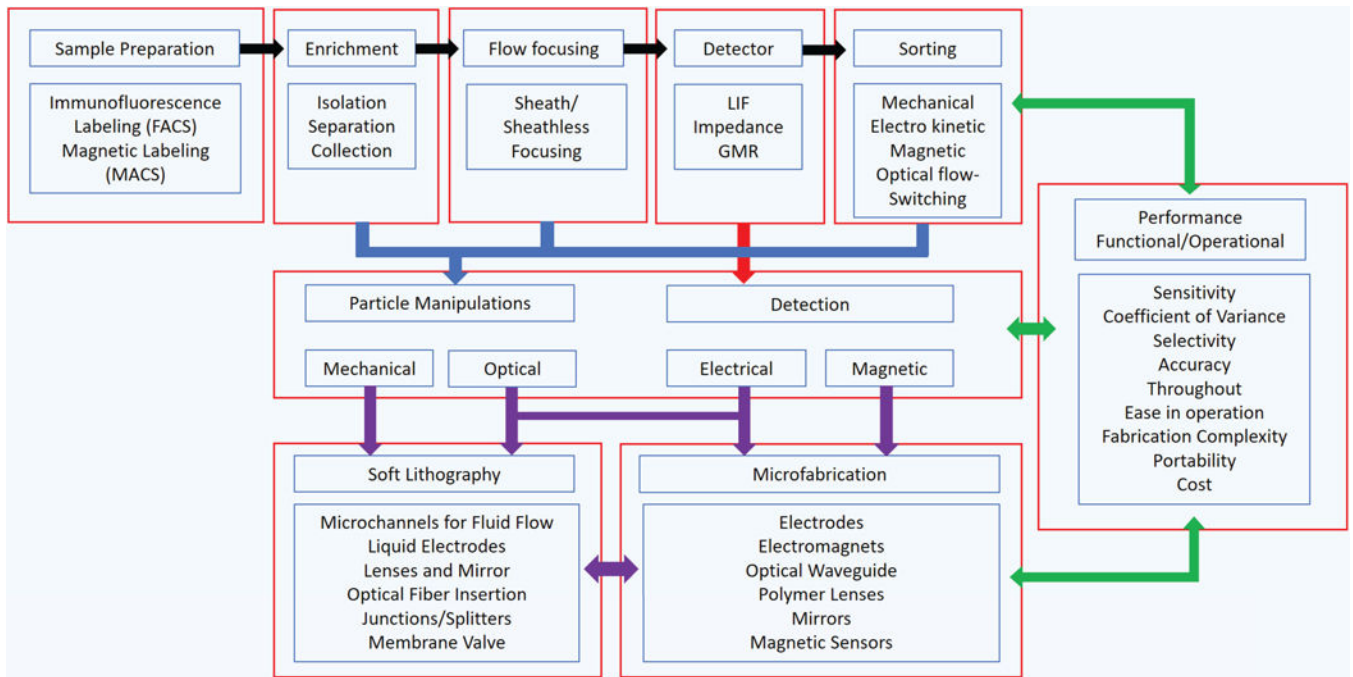 Sample Preparation
Immunofluorescence
Labeling (FACS)
Magnetic Labeling
(MACS)
Enrichment
Isolation
Separation
Collection
Flow focusing
Sheath/
Sheathless
Focusing
Detector
LIF
Impedance
GMR
Sorting
Mechanical
Electro kinetic
Magnetic
Optical flow-
Switching
Performance
Functional/Operational
Sensitivity
Coefficient of Variance
Selectivity
Accuracy
Throughout
Ease in operation
Fabrication Complexity
Portability
Cost
Particle Manipulations
Detection
Mechanical
Optical
Electrical
Magnetic
Soft Lithography
Microchannels for Fluid Flow
Liquid Electrodes
Lenses and Mirror
Optical Fiber Insertion
Junctions/Splitters
Membrane Valve
Microfabrication
Electrodes
Electromagnets
Optical Waveguide
Polymer Lenses
Mirrors
Magnetic Sensors